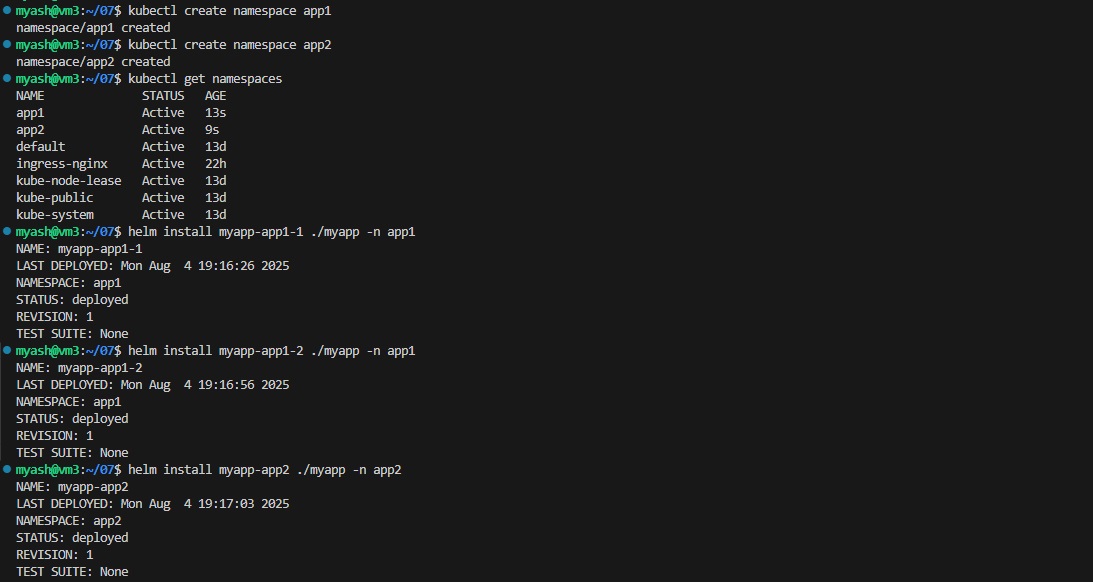 myash@vm3:~/07$ kubectl create namespace app1
namespace/app1 created
myash@vm3:~/07$ kubectl create namespace app2
namespace/app2 created
myash@vm3:~/07$ kubectl get namespaces
NAME              STATUS   AGE
app1              Active   13s
app2              Active   9s
default           Active   13d
ingress-nginx     Active   22h
kube-node-lease   Active   13d
kube-public       Active   13d
kube-system       Active   13d
myash@vm3:~/07$ helm install myapp-app1-1 ./myapp -n app1
NAME: myapp-app1-1
LAST DEPLOYED: Mon Aug  4 19:16:26 2025
NAMESPACE: app1
STATUS: deployed
REVISION: 1
TEST SUITE: None
myash@vm3:~/07$ helm install myapp-app1-2 ./myapp -n app1
NAME: myapp-app1-2
LAST DEPLOYED: Mon Aug  4 19:16:56 2025
NAMESPACE: app1
STATUS: deployed
REVISION: 1
TEST SUITE: None
myash@vm3:~/07$ helm install myapp-app2 ./myapp -n app2
NAME: myapp-app2
LAST DEPLOYED: Mon Aug  4 19:17:03 2025
NAMESPACE: app2
STATUS: deployed
REVISION: 1
TEST SUITE: None